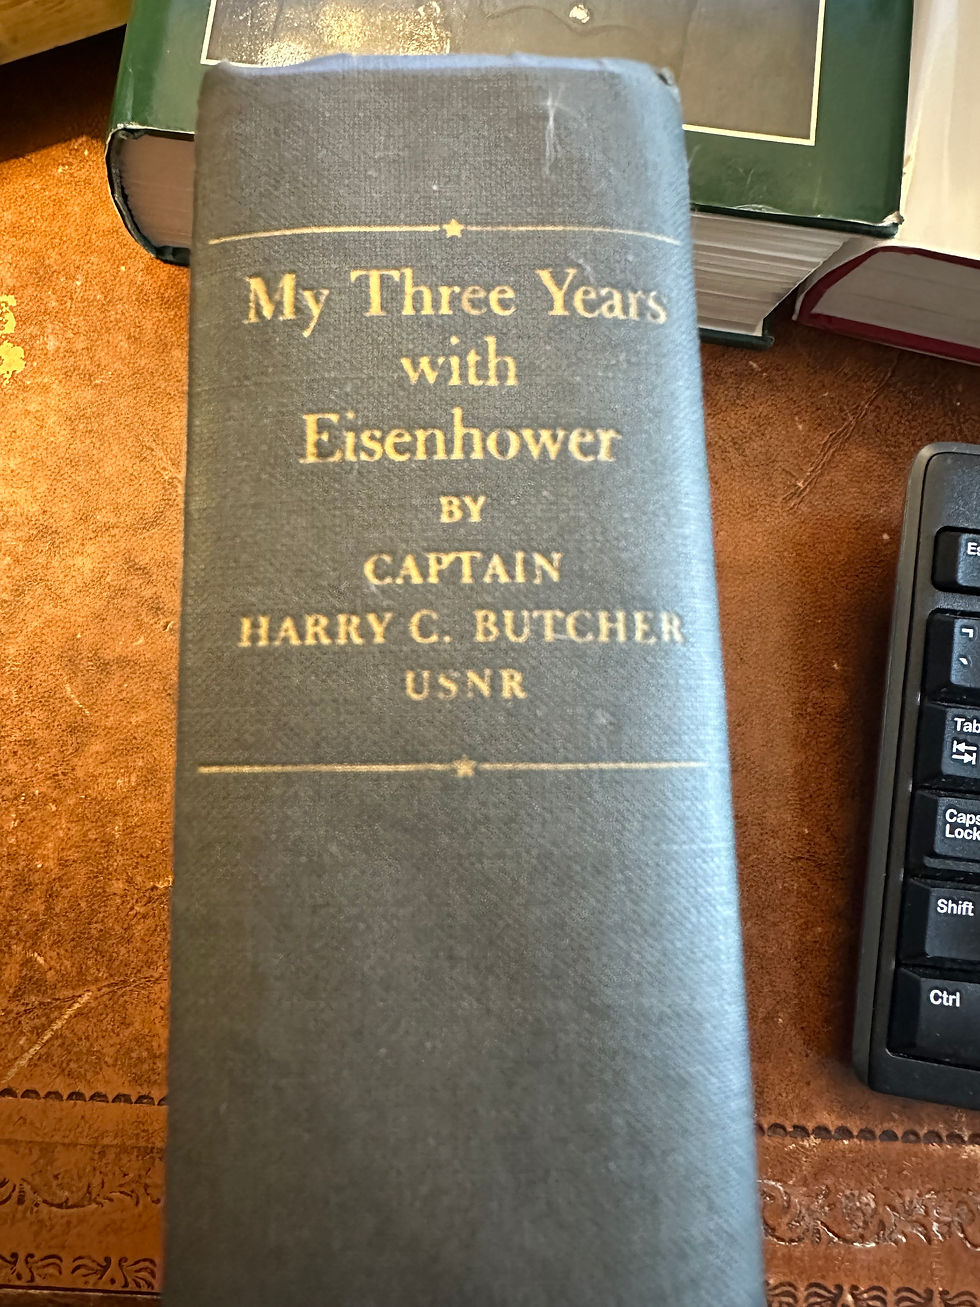 My Three Years
with
Eisenhower
BY
CAPTAIN
HARRY C. BUTCHER
USNR
Tab
Caps
Lock
Shift
Ctrl